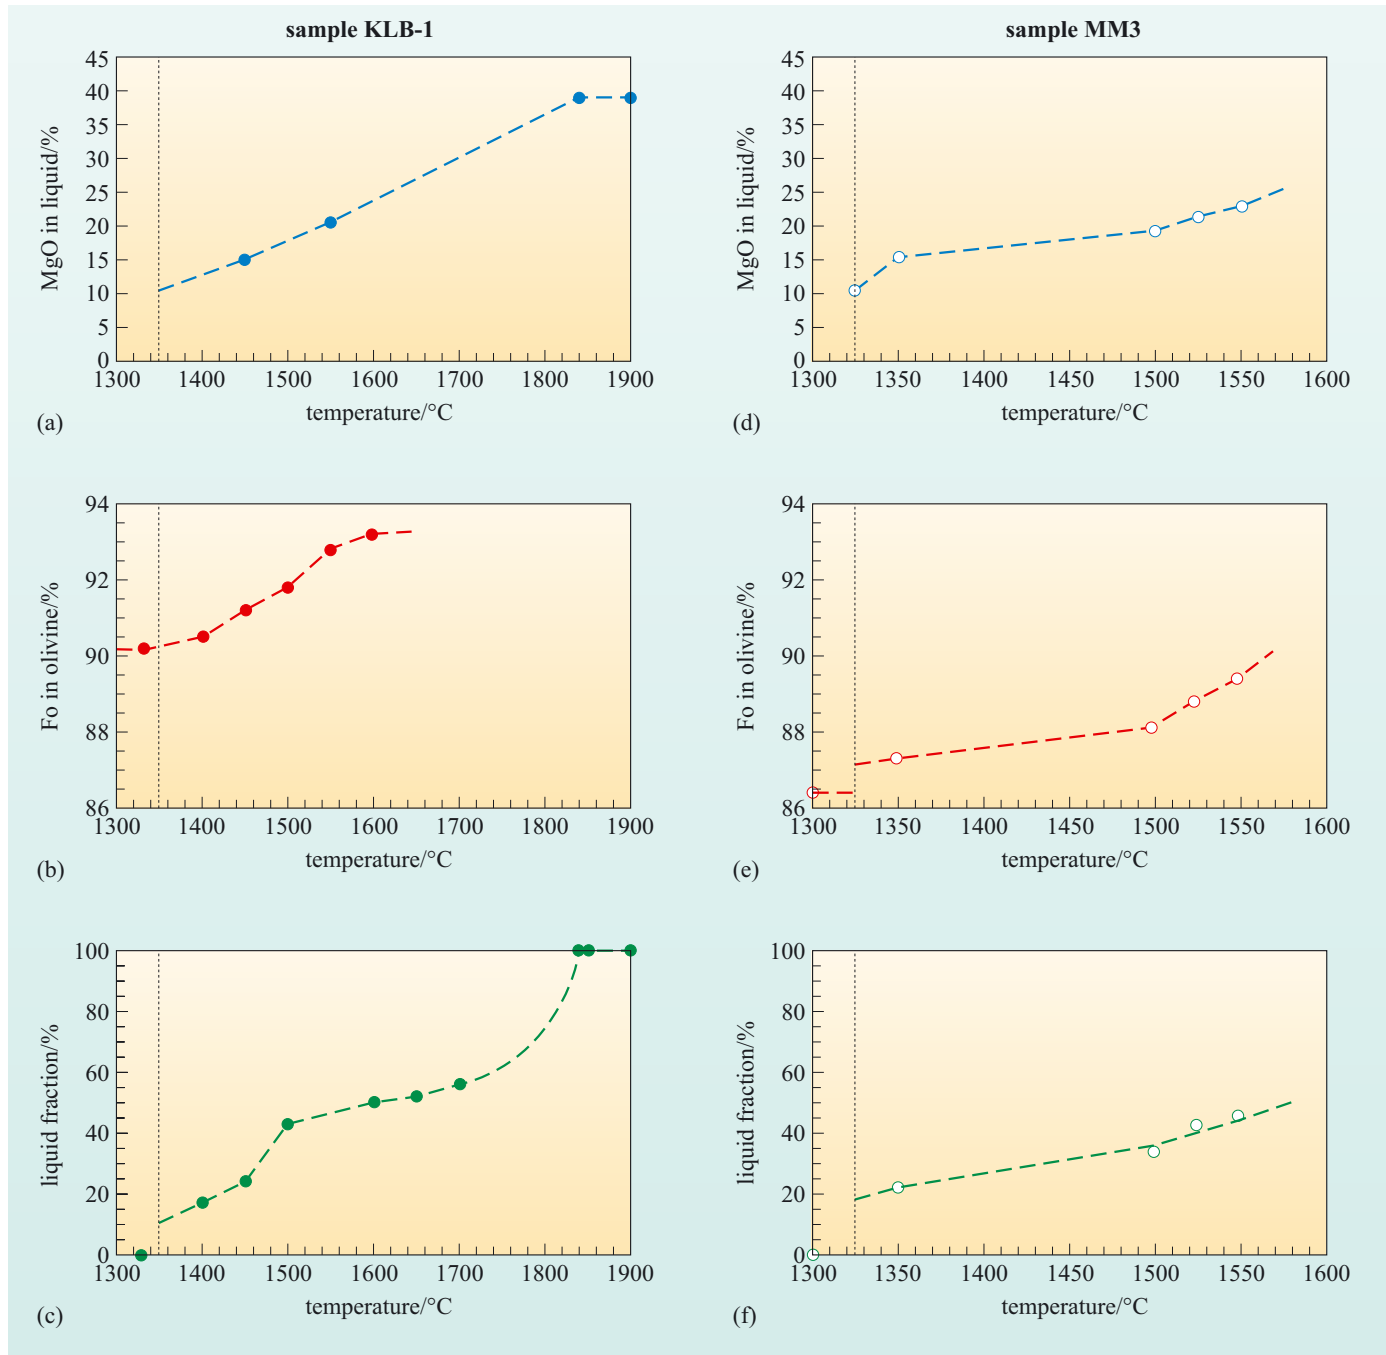 sample KLB-1
45
40
35
30
25
20
15
10
5
0
MgO in liquid/%
1300 1400 1500 1600 1700 1800 1900
temperature/°C
(a)
sample MM3
45
40
35
30
25
20
15
10
5
0
MgO in liquid/%
1300 1350 1400 1450 1500 1550 1600
temperature/°C
(d)
94
92
90
88
86
Fo in olivine/%
1300 1400 1500 1600 1700 1800 1900
temperature/°C
(b)
94
92
90
88
86
Fo in olivine/%
1300 1350 1400 1450 1500 1550 1600
temperature/°C
(e)
100
80
60
40
20
0
liquid fraction/%
1300 1400 1500 1600 1700 1800 1900
temperature/°C
(c)
100
80
60
40
20
0
liquid fraction/%
1300 1350 1400 1450 1500 1550 1600
temperature/°C
(f)